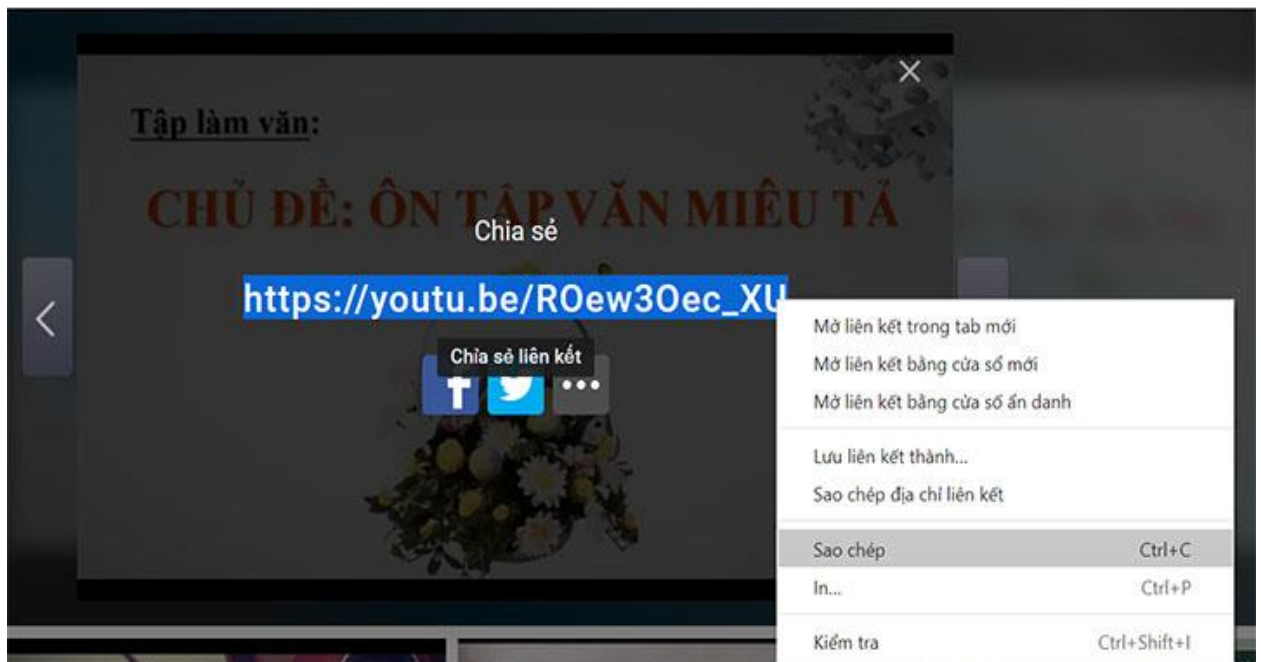 Tập làm văn:
CHỦ ĐỀ: ÔN TẬP VĂN MIÊU TẢ
Chia sẻ
https://youtu.be/ROew3Oec_XU
Chia sẻ liên kết
Mở liên kết trong tab mới
Mở liên kết bằng cửa sổ mới
Mở liên kết bằng cửa sổ ẩn danh
Lưu liên kết thành...
Sao chép địa chỉ liên kết
Sao chép Ctrl+C
In... Ctrl+P
Kiểm tra Ctrl+Shift+I